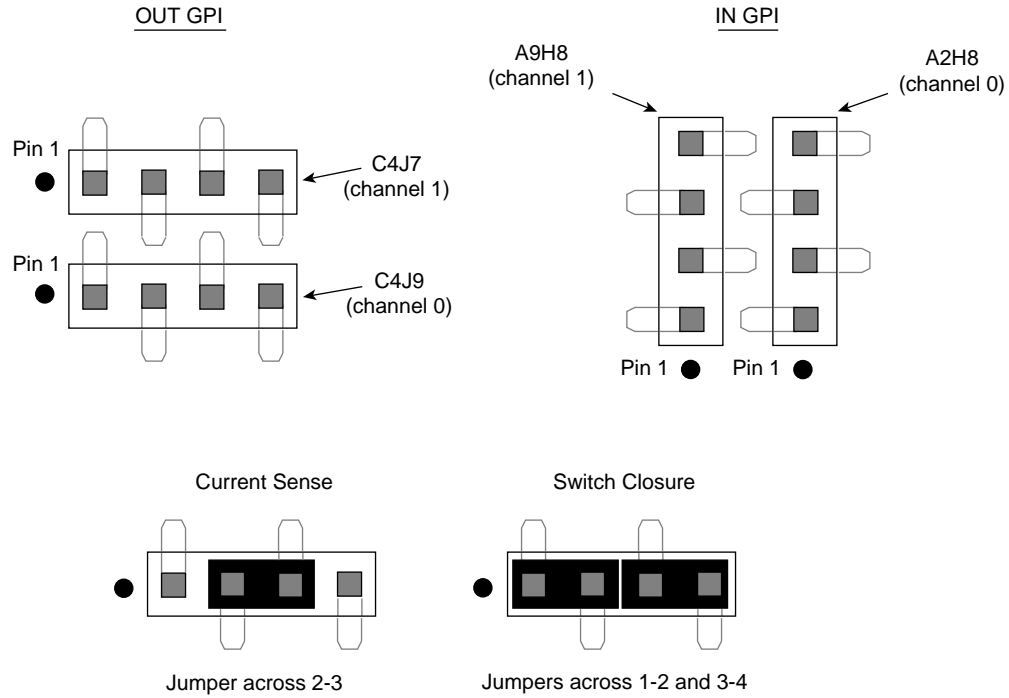 OUT GPI
IN GPI
A9H8
(channel 1)
A2H8
(channel 0)
Pin 1
C4J7
(channel 1)
Pin 1
C4J9
(channel 0)
Pin 1
Pin 1
Current Sense
Switch Closure
Jumper across 2-3
Jumpers across 1-2 and 3-4